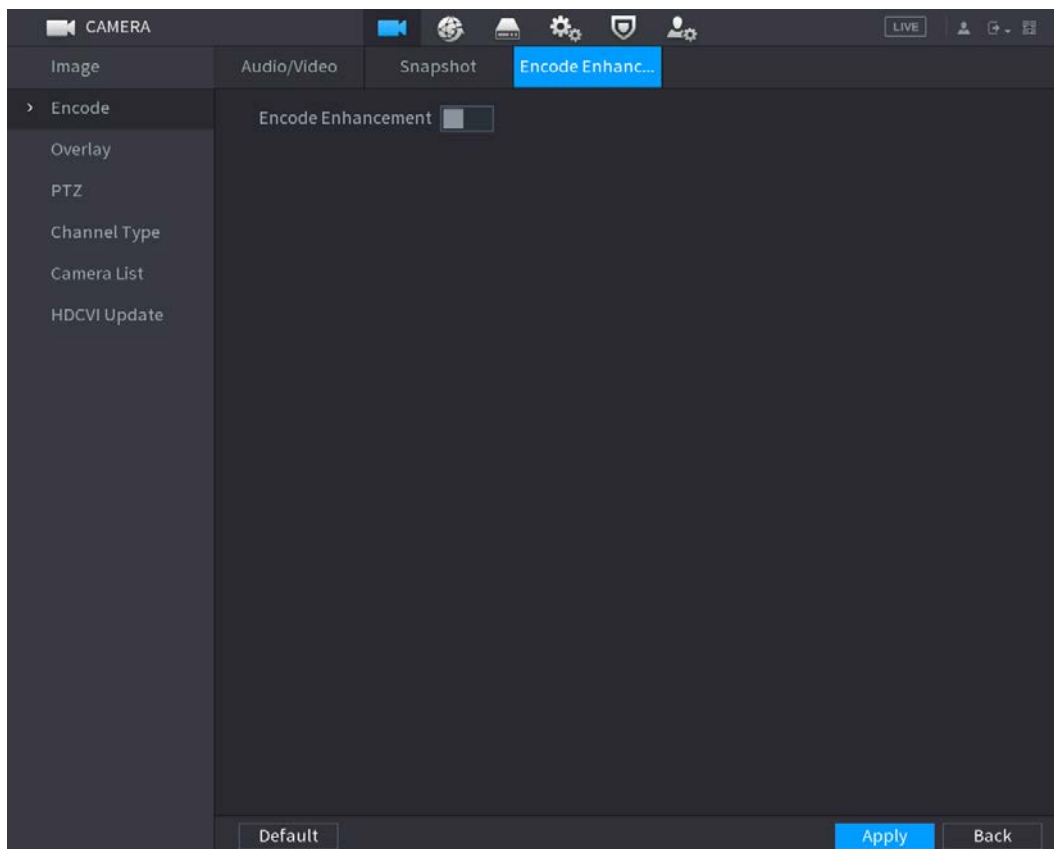 CAMERA
LIVE
Image
Audio/Video
Snapshot
Encode Enhanc...
Encode
Encode Enhancement
Overlay
PTZ
Channel Type
Camera List
HDCVI Update
Default
Apply
Back